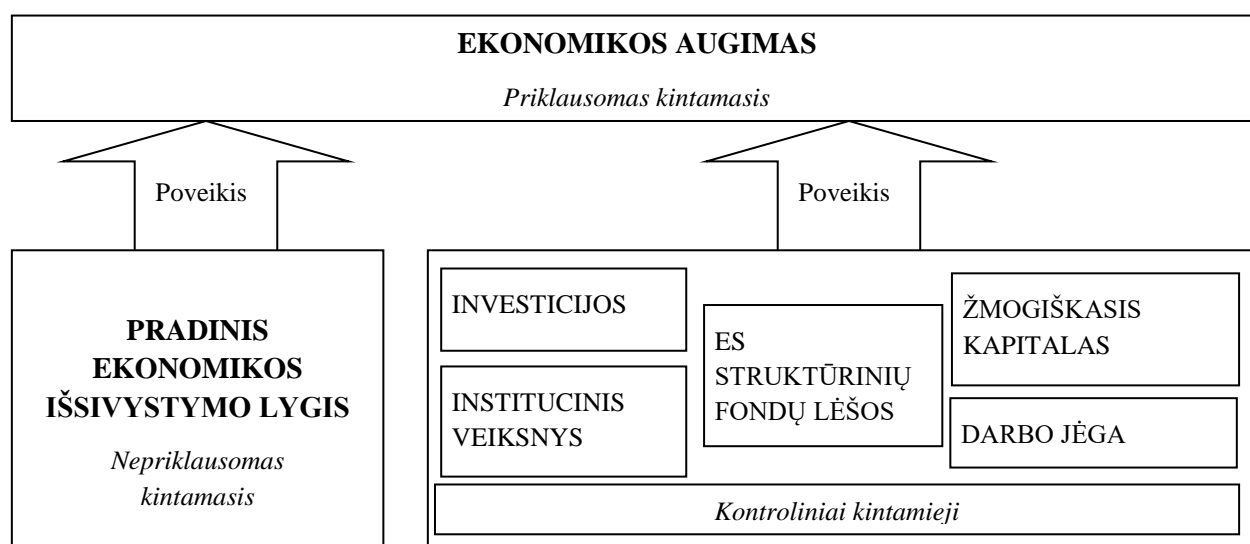 EKONOMIKOS AUGIMAS
Priklausomas kintamasis
Poveikis
Poveikis
PRADINIS
EKONOMIKOS
IŠSIVYSTYMO LYGIS
Nepriklausomas
kintamasis
INVESTICIJOS
INSTITUCINIS
VEIKSNYS
ES
STRUKTŪRINIŲ
FONDŲ LĖŠOS
ŽMOGIŠKASIS
KAPITALAS
DARBO JĖGA
Kontroliniai kintamieji